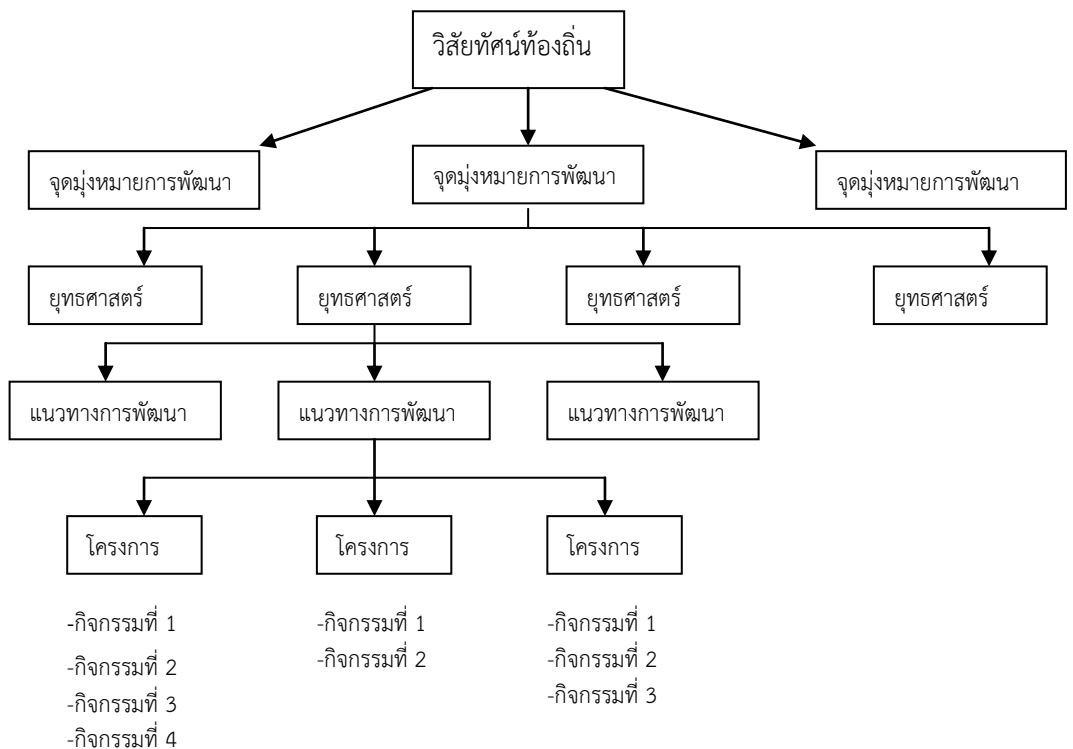 วิสัยทัศน์ท้องถิ่น
จุดมุ่งหมายการพัฒนา
จุดมุ่งหมายการพัฒนา
จุดมุ่งหมายการพัฒนา
ยุทธศาสตร์
ยุทธศาสตร์
ยุทธศาสตร์
ยุทธศาสตร์
แนวทางการพัฒนา
แนวทางการพัฒนา
แนวทางการพัฒนา
โครงการ
โครงการ
โครงการ
-กิจกรรมที่ 1
-กิจกรรมที่ 2
-กิจกรรมที่ 3
-กิจกรรมที่ 4
-กิจกรรมที่ 1
-กิจกรรมที่ 2
-กิจกรรมที่ 1
-กิจกรรมที่ 2
-กิจกรรมที่ 3